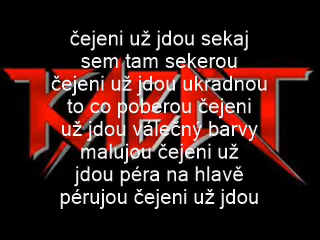 čejeni už jdou sekaj
sem tam sekerou
čejeni už jdou ukradnou
to co poberou čejeni
už jdou válečný barvy
malujou čejeni už
jdou péra na hlavě
pérujou čejeni už jdou
KABÁT